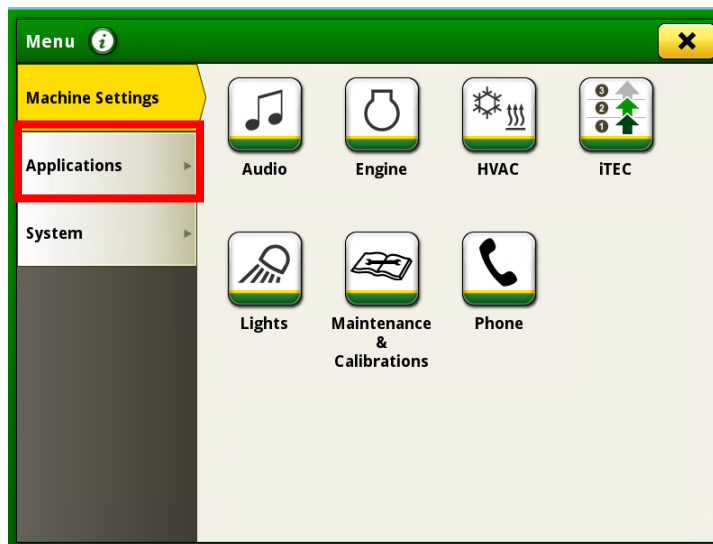 Menu
Machine Settings
Applications
System
Audio
Engine
HVAC
3
2
1
iTEC
Lights
Maintenance
&
Calibrations
Phone